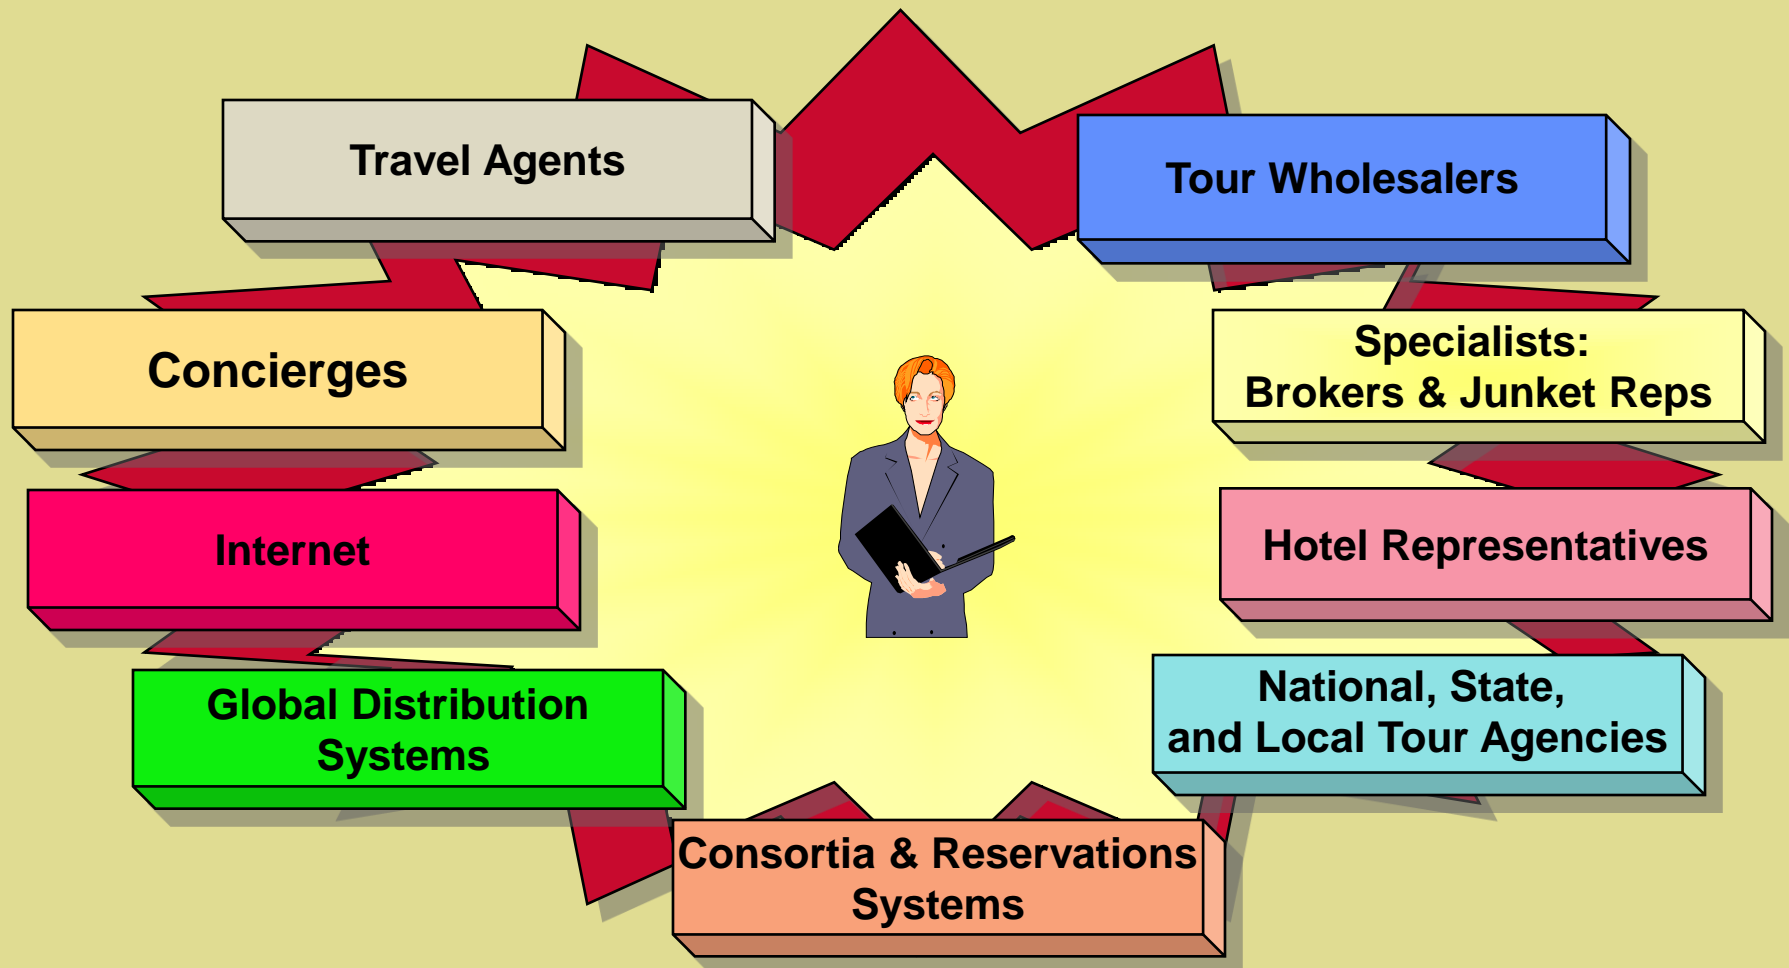 Travel Agents
Tour Wholesalers
Concierges
Specialists:
Brokers & Junket Reps
Internet
Hotel Representatives
Global Distribution
Systems
National, State,
and Local Tour Agencies
Consortia & Reservations
Systems